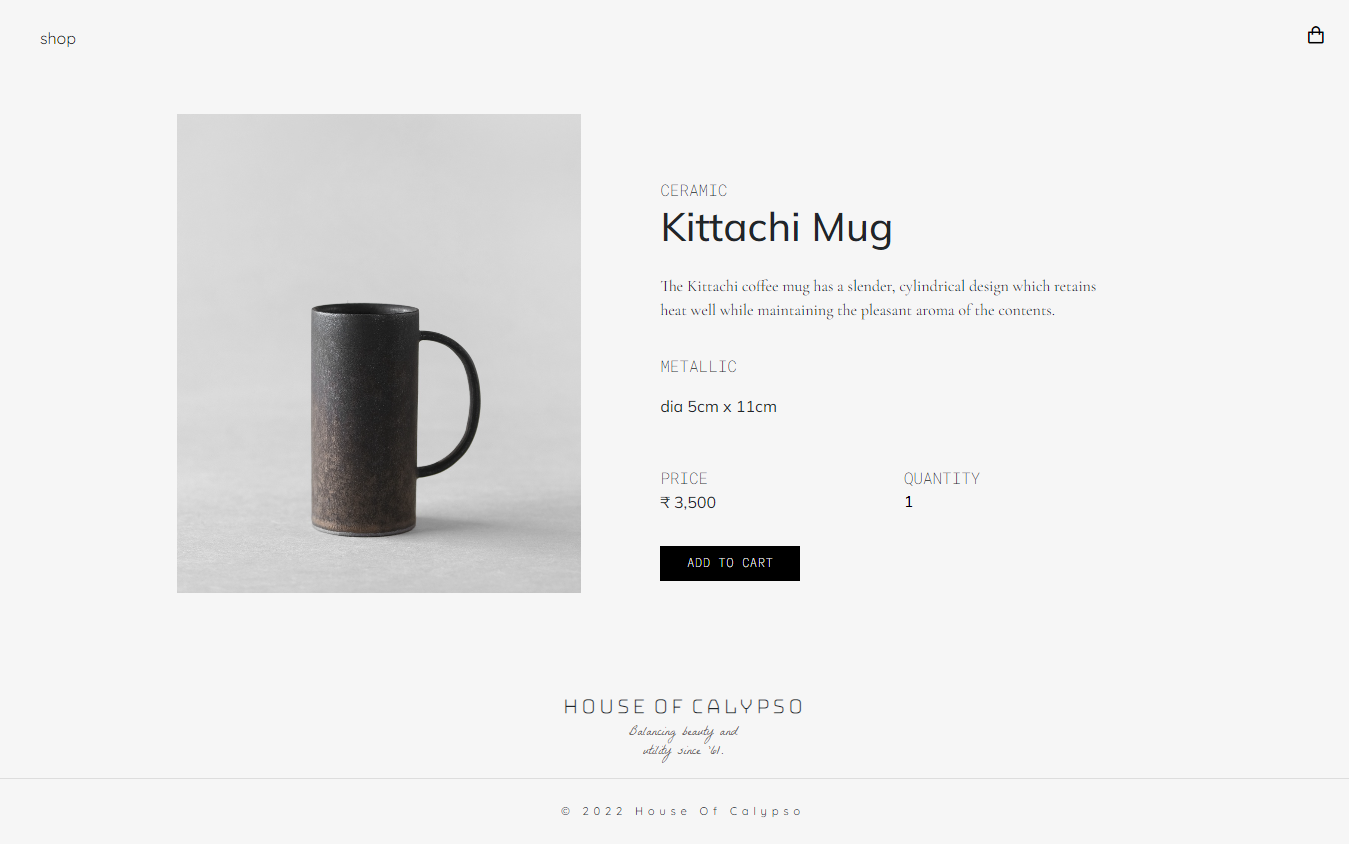 shop
CERAMIC
Kittachi Mug
The Kittachi coffee mug has a slender, cylindrical design which retains
heat well while maintaining the pleasant aroma of the contents.
METALLIC
dia 5cm x 11cm
PRICE
₹ 3,500
QUANTITY
1
ADD TO CART
HOUSE OF CALYPSO
Balancing beauty and
utility since '61.
© 2022 House Of Calypso